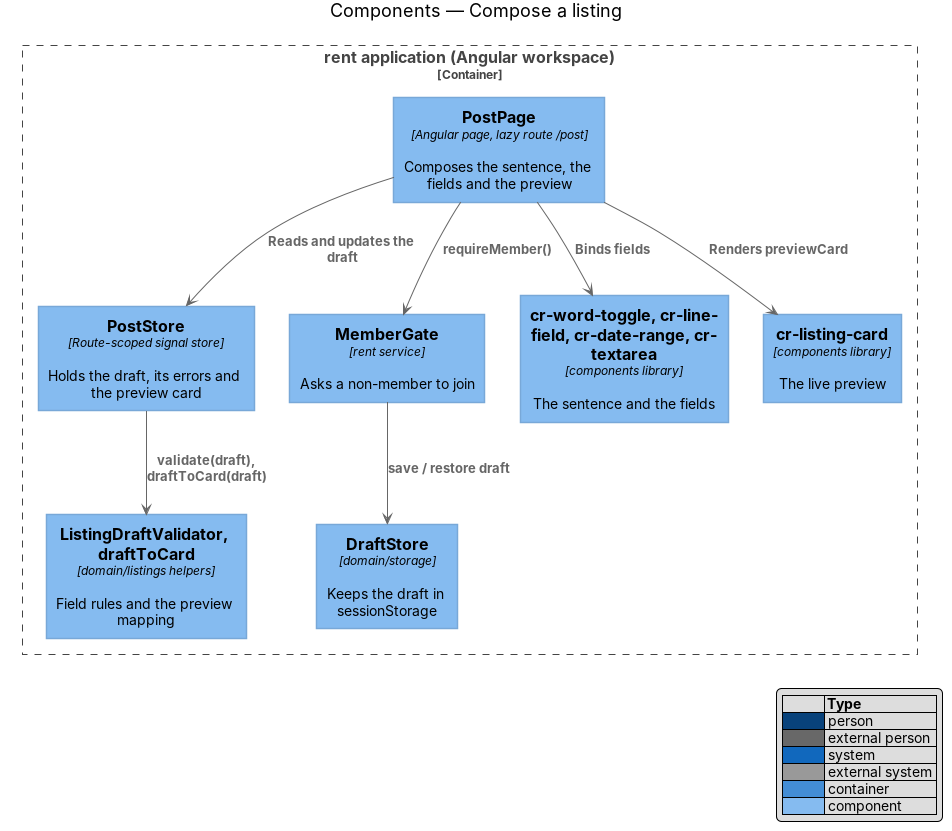 Components — Compose a listing
rent application (Angular workspace)
[Container]
PostPage
[Angular page, lazy route /post]
Composes the sentence, the
fields and the preview
Reads and updates the
draft
requireMember()
Binds fields
Renders previewCard
PostStore
[Route-scoped signal store]
Holds the draft, its errors and
the preview card
MemberGate
[rent service]
Asks a non-member to join
cr-word-toggle, cr-line-
field, cr-date-range, cr-
textarea
[components library]
The sentence and the fields
cr-listing-card
[components library]
The live preview
validate(draft),
draftToCard(draft)
save / restore draft
ListingDraftValidator,
draftToCard
[domain/listings helpers]
Field rules and the preview
mapping
DraftStore
[domain/storage]
Keeps the draft in
sessionStorage
Type
person
external person
system
external system
container
component